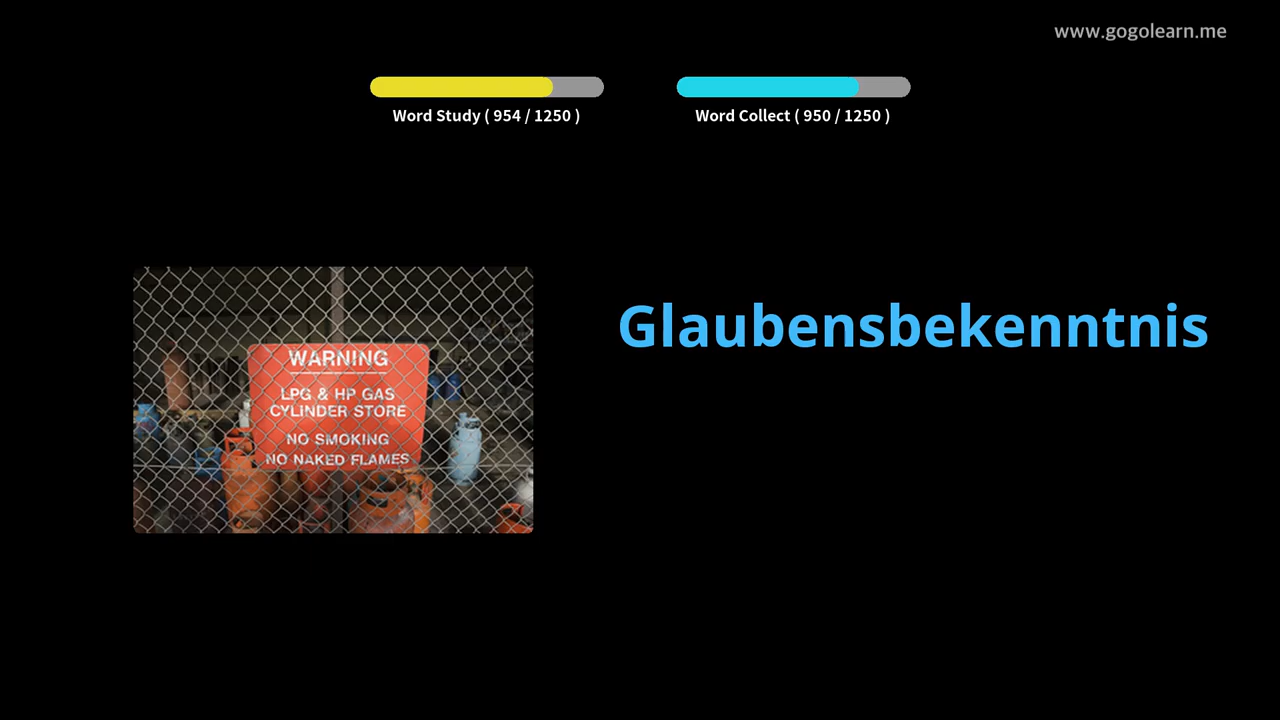 www.gogolearn.me
Word Study ( 954 / 1250 )
Word Collect ( 950 / 1250 )
Glaubensbekenntnis
WARNING
LPG & HP GAS
CYLINDER STORE
NO SMOKING
NO NAKED FLAMES